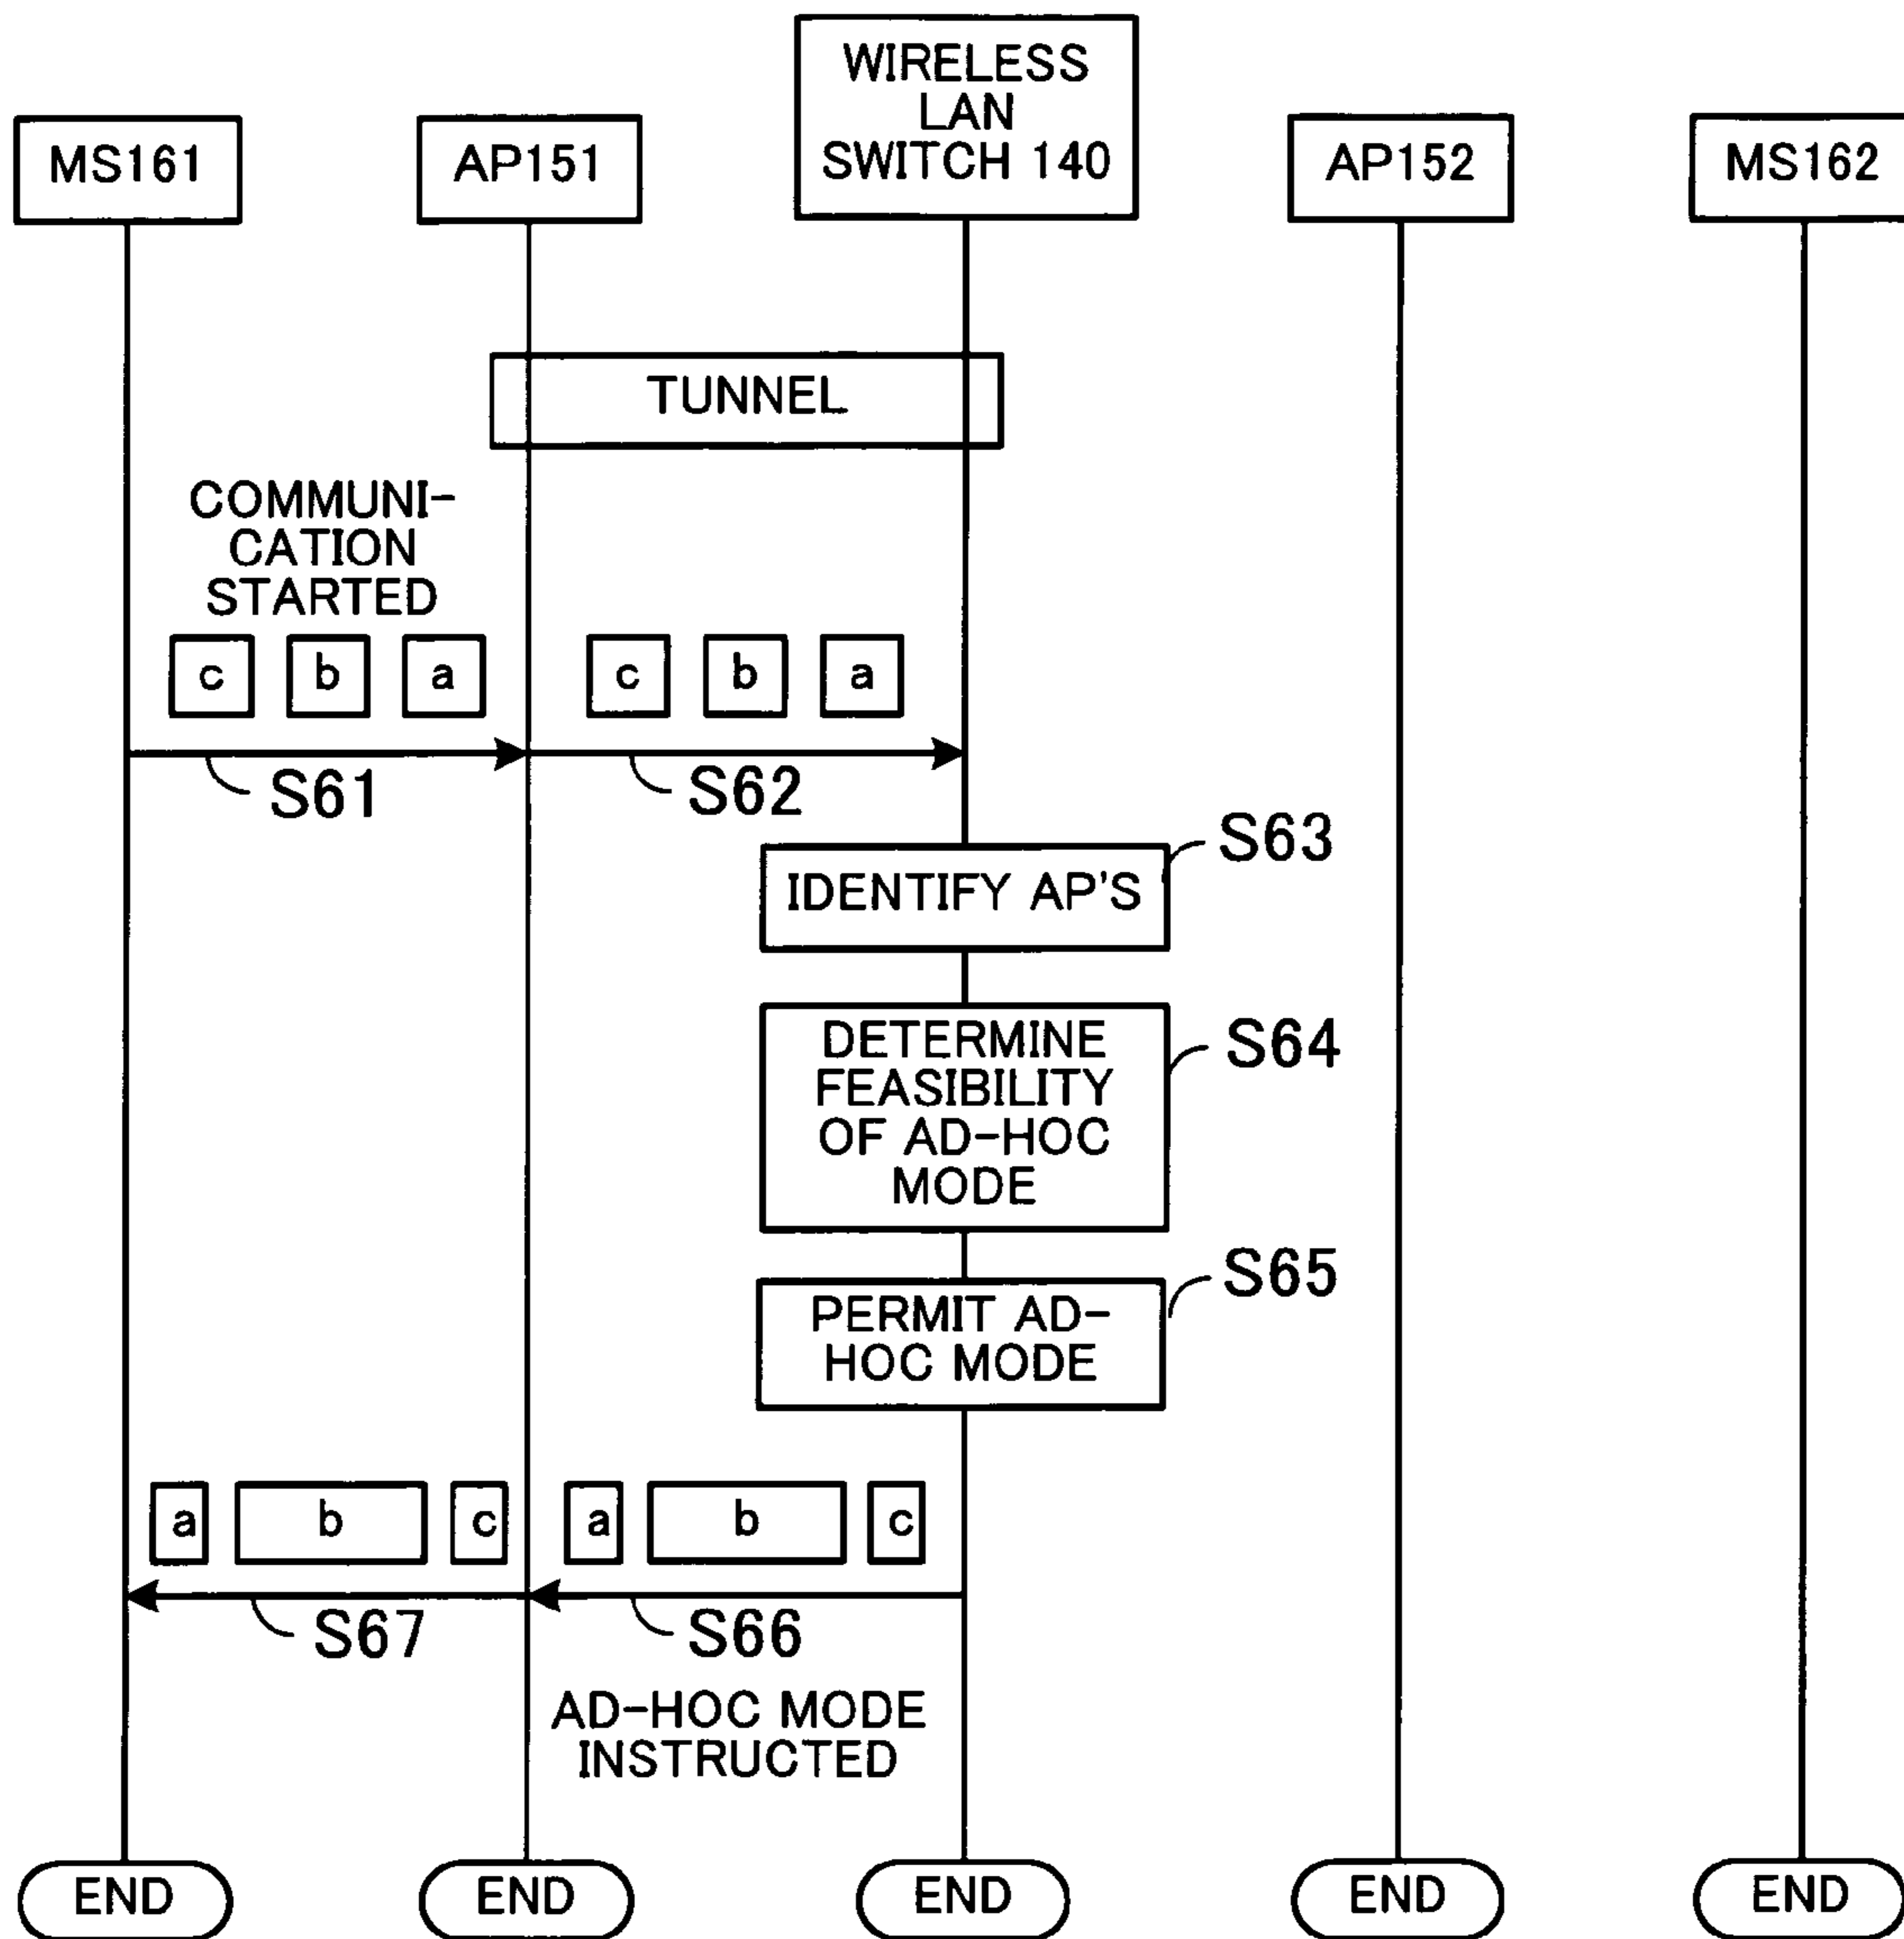 WIRELESS
LAN
SWITCH 140
MS161
AP151
AP152
MS162
TUNNEL
COMMUNI-
CATION
STARTED
c b a c b a
S61
S62
S63
IDENTIFY AP'S
S64
DETERMINE
FEASIBILITY
OF AD-HOC
MODE
S65
PERMIT AD-
HOC MODE
a b c a b c
S67
S66
AD-HOC MODE
INSTRUCTED
END
END
END
END
END